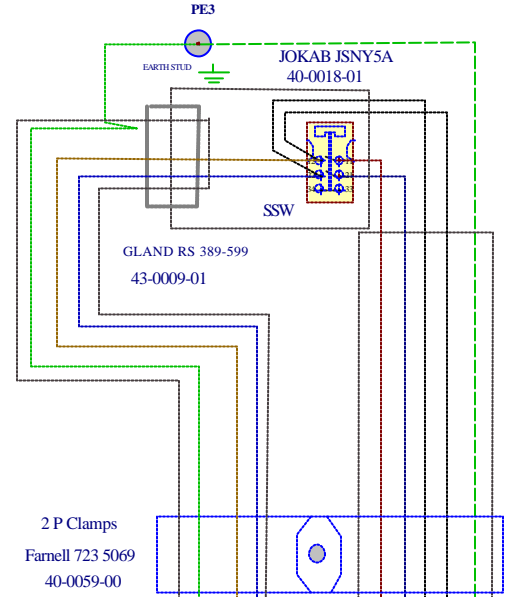 PE3
EARTH STUD
JOKAB JSNY5A
40-0018-01
SSW
GLAND RS 389-599
43-0009-01
2 P Clamps
Farnell 723 5069
40-0059-00